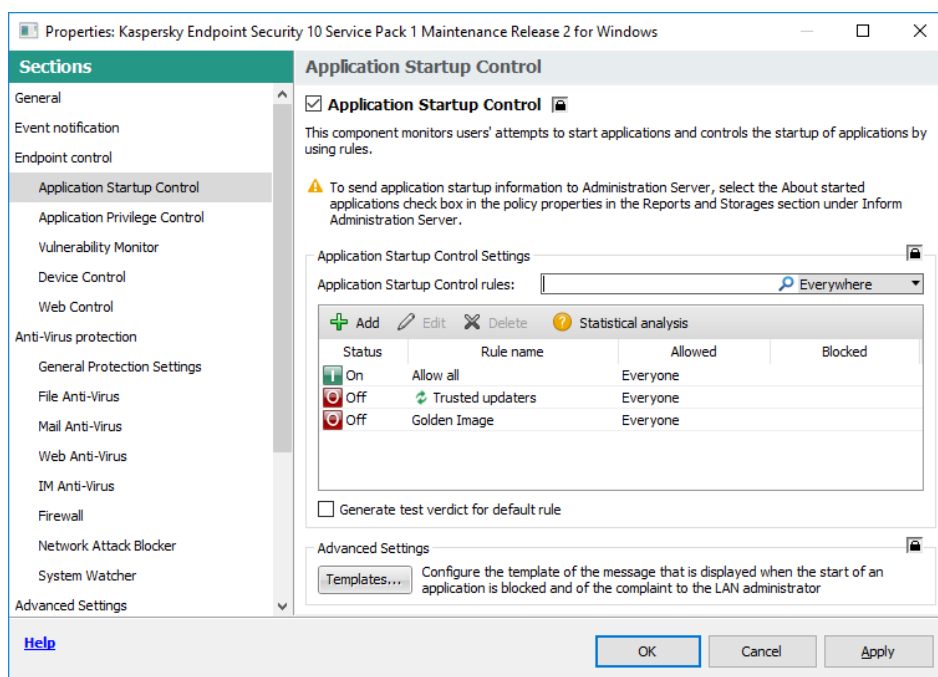 Properties: Kaspersky Endpoint Security 10 Service Pack 1 Maintenance Release 2 for Windows
Sections
General
Event notification
Endpoint control
Application Startup Control
Application Privilege Control
Vulnerability Monitor
Device Control
Web Control
Anti-Virus protection
General Protection Settings
File Anti-Virus
Mail Anti-Virus
Web Anti-Virus
IM Anti-Virus
Firewall
Network Attack Blocker
System Watcher
Advanced Settings
Application Startup Control
Application Startup Control
This component monitors users' attempts to start applications and controls the startup of applications by
using rules.
To send application startup information to Administration Server, select the About started
applications check box in the policy properties in the Reports and Storages section under Inform
Administration Server.
Application Startup Control Settings
Application Startup Control rules: Everywhere
Add Edit Delete Statistical analysis
Status Rule name Allowed Blocked
On Allow all Everyone
Off Trusted updaters Everyone
Off Golden Image Everyone
Generate test verdict for default rule
Advanced Settings
Templates... Configure the template of the message that is displayed when the start of an
application is blocked and of the complaint to the LAN administrator
Help
OK Cancel Apply